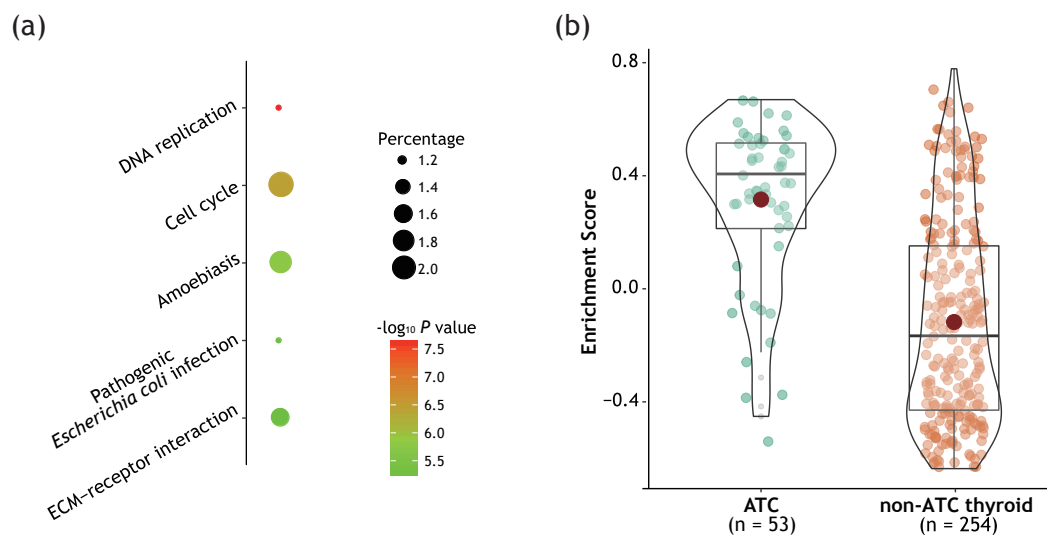 (a)
DNA replication
Cell cycle
Amoebiasis
Pathogenic
Escherichia coli infection
ECM−receptor interaction
Percentage
1.2
1.4
1.6
1.8
2.0
-log₁₀ P value
7.5
7.0
6.5
6.0
5.5
(b)
Enrichment Score
0.8
0.4
0.0
−0.4
ATC
(n = 53)
non-ATC thyroid
(n = 254)